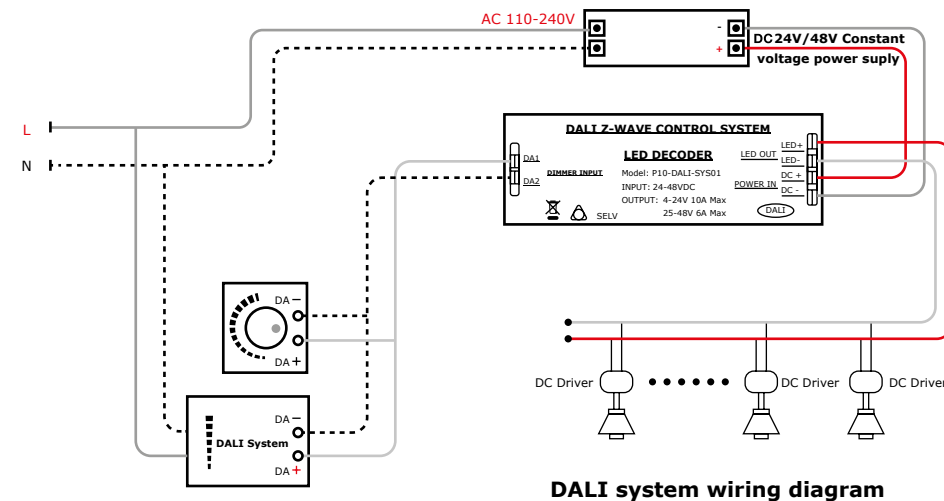 AC 110-240V
-
+
DC24V/48V Constant
voltage power suply
L
N
DALI Z-WAVE CONTROL SYSTEM
LED DECODER
DA1
DA2
DIMMER INPUT
Model: P10-DALI-SYS01
INPUT: 24-48VDC
OUTPUT: 4-24V 10A Max
25-48V 6A Max
SELV
LED OUT
POWER IN
LED+
LED-
DC +
DC -
DALI
DA −
DA +
DA −
DALI System
DA +
DC Driver
DC Driver
DC Driver
DALI system wiring diagram